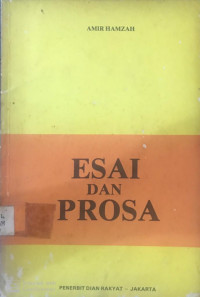 AMIR HAMZAH
ESAI
DAN
PROSA
PENERBIT DIAN RAKYAT - JAKARTA